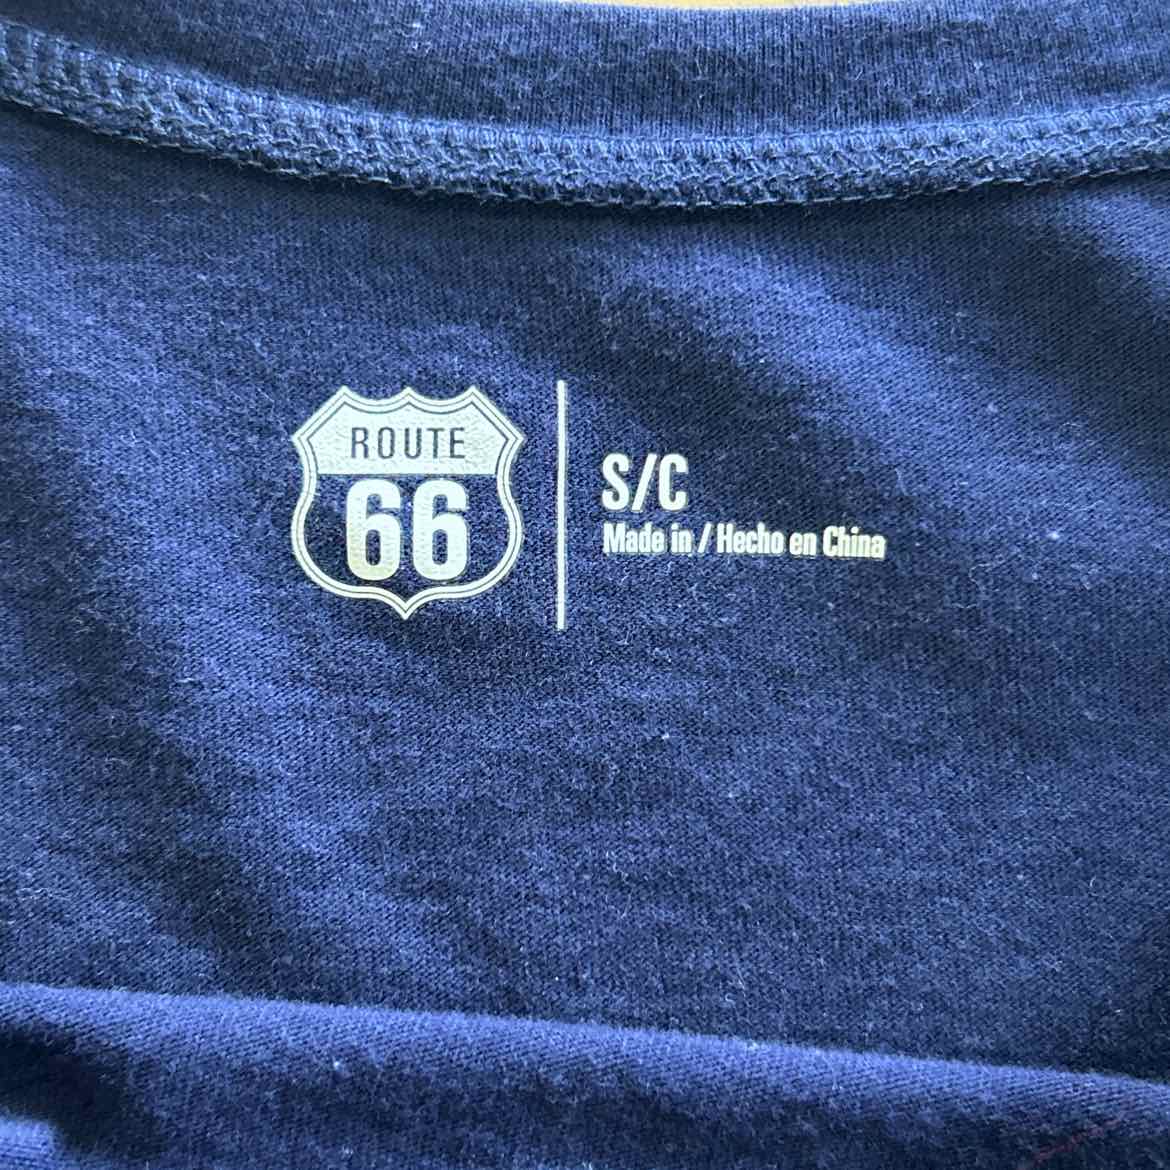 ROUTE
66
S/C
Made in / Hecho en China